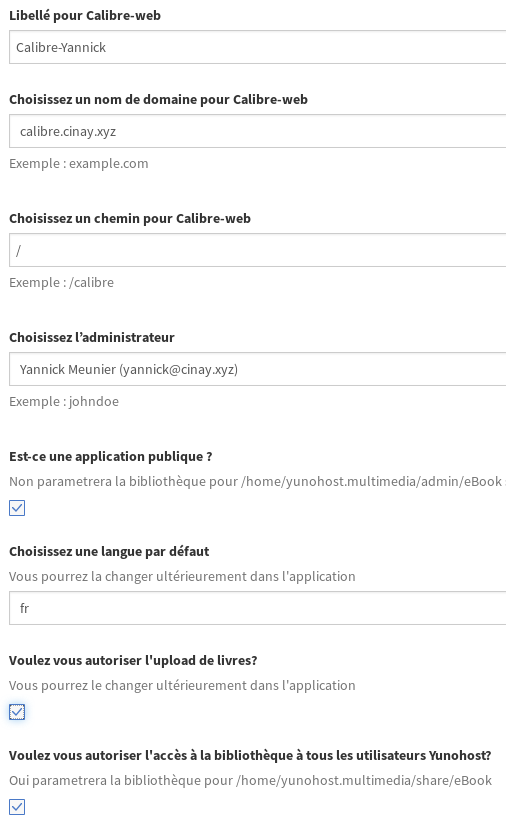 Libellé pour Calibre-web
Calibre-Yannick
Choisissez un nom de domaine pour Calibre-web
calibre.cinay.xyz
Exemple : example.com
Choisissez un chemin pour Calibre-web
/
Exemple : /calibre
Choisissez l’administrateur
Yannick Meunier (yannick@cinay.xyz)
Exemple : johndoe
Est-ce une application publique ?
Non parametrera la bibliothèque pour /home/yunohost.multimedia/admin/eBook
Choisissez une langue par défaut
Vous pourrez la changer ultérieurement dans l'application
fr
Voulez vous autoriser l'upload de livres?
Vous pourrez le changer ultérieurement dans l'application
Voulez vous autoriser l'accès à la bibliothèque à tous les utilisateurs Yunohost?
Oui parametrera la bibliothèque pour /home/yunohost.multimedia/share/eBook